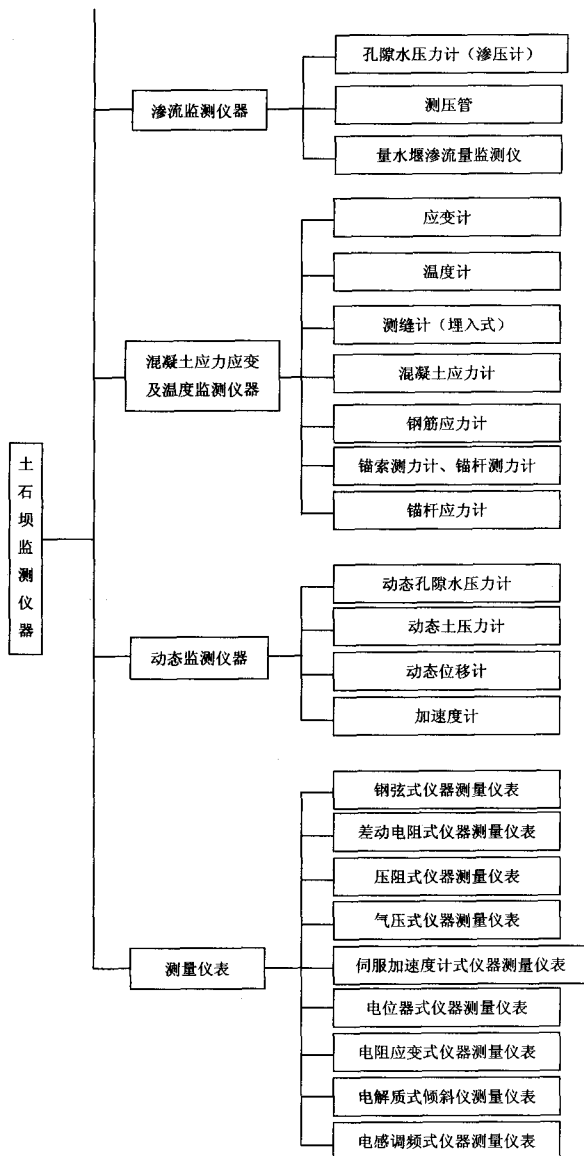 土石坝监测仪器
渗流监测仪器
孔隙水压力计（渗压计）
测压管
量水堰渗流量监测仪
混凝土应力应变
及温度监测仪器
应变计
温度计
测缝计（埋入式）
混凝土应力计
钢筋应力计
锚索测力计、锚杆测力计
锚杆应力计
动态监测仪器
动态孔隙水压力计
动态土压力计
动态位移计
加速度计
测量仪表
钢弦式仪器测量仪表
差动电阻式仪器测量仪表
压阻式仪器测量仪表
气压式仪器测量仪表
伺服加速度计式仪器测量仪表
电位器式仪器测量仪表
电阻应变式仪器测量仪表
电解质式倾斜仪测量仪表
电感调频式仪器测量仪表